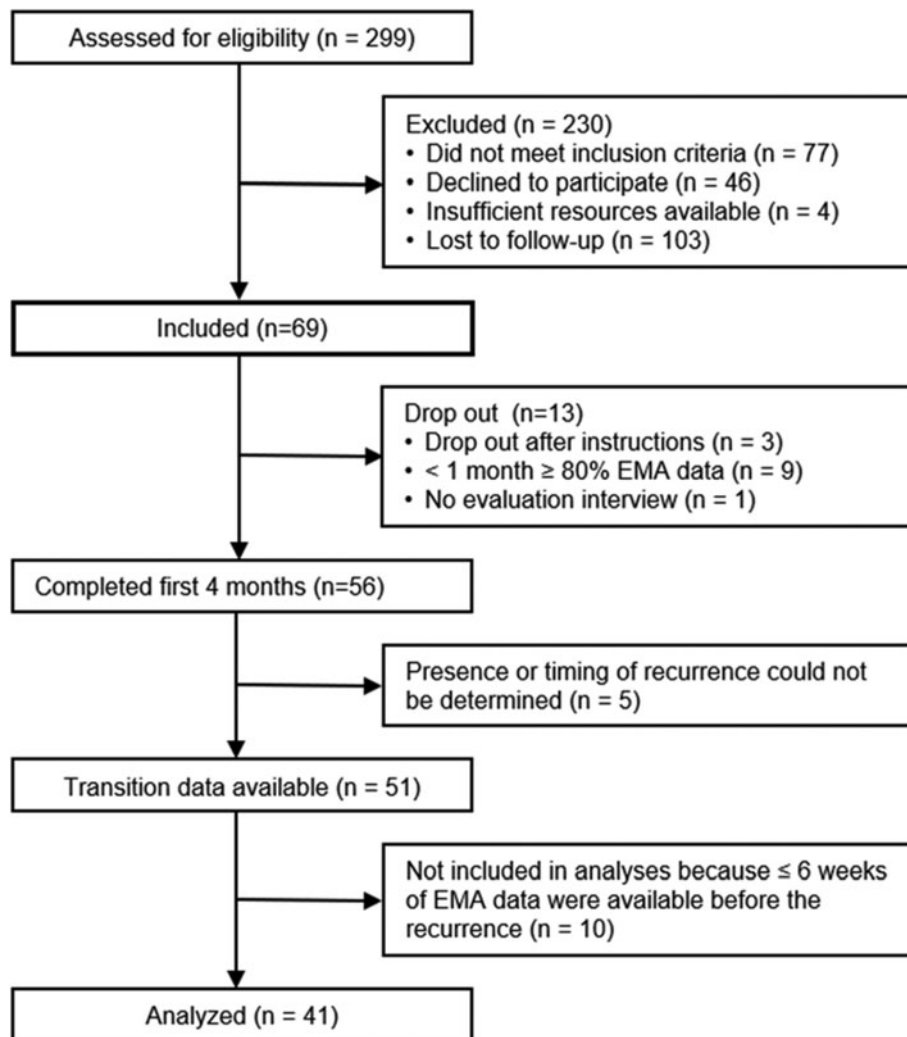 Assessed for eligibility (n = 299)
Excluded (n = 230)
• Did not meet inclusion criteria (n = 77)
• Declined to participate (n = 46)
• Insufficient resources available (n = 4)
• Lost to follow-up (n = 103)
Included (n=69)
Drop out (n=13)
• Drop out after instructions (n = 3)
• < 1 month ≥ 80% EMA data (n = 9)
• No evaluation interview (n = 1)
Completed first 4 months (n=56)
Presence or timing of recurrence could not
be determined (n = 5)
Transition data available (n = 51)
Not included in analyses because ≤ 6 weeks
of EMA data were available before the
recurrence (n = 10)
Analyzed (n = 41)